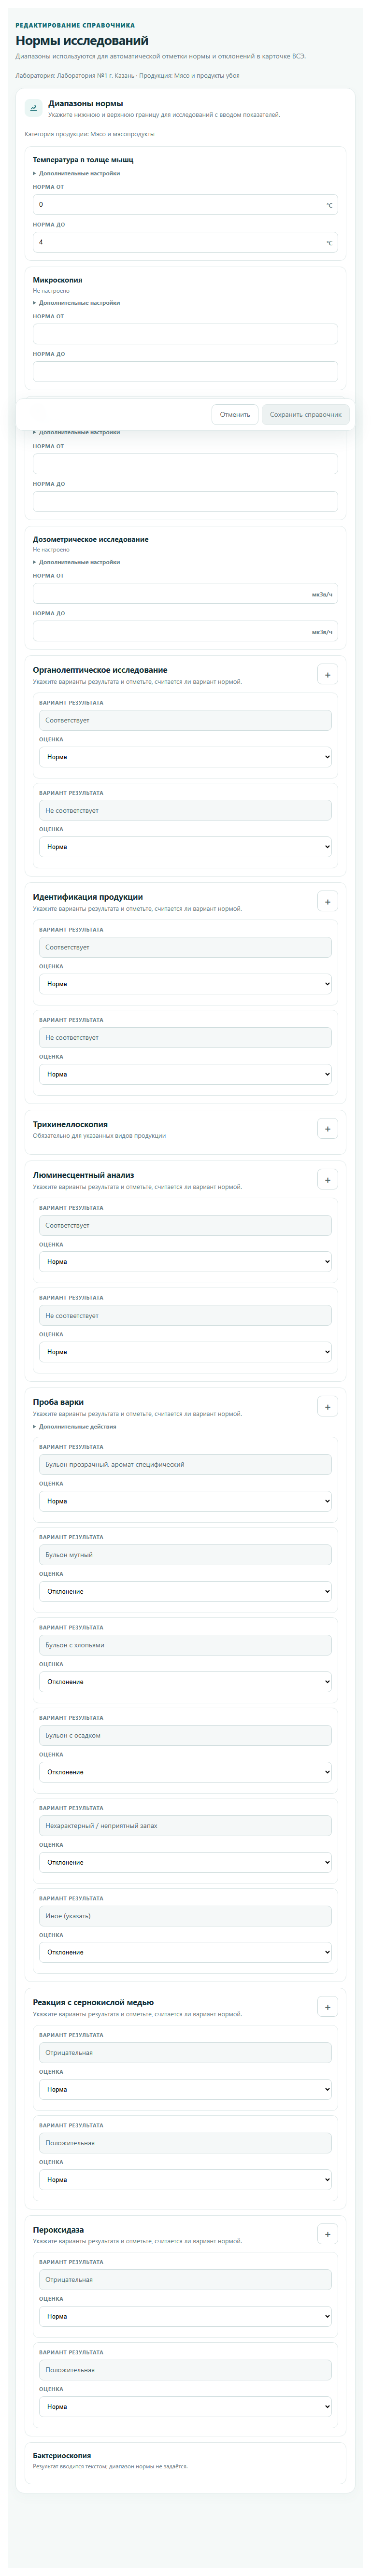 РЕДАКТИРОВАНИЕ СПРАВОЧНИКА
Нормы исследований
Диапазоны используются для автоматической отметки нормы и отклонений в карточке ВСЭ.
Лаборатория: Лаборатория №1 г. Казань · Продукция: Мясо и продукты убоя
Диапазоны нормы
Укажите нижнюю и верхнюю границу для исследований с вводом показателей.
Категория продукции: Мясо и мясопродукты
Температура в толще мышц
Дополнительные настройки
НОРМА ОТ
0 °C
НОРМА ДО
4 °C
Микроскопия
Не настроено
Дополнительные настройки
НОРМА ОТ
НОРМА ДО
Отменить Сохранить справочник
Дополнительные настройки
НОРМА ОТ
НОРМА ДО
Дозометрическое исследование
Не настроено
Дополнительные настройки
НОРМА ОТ
мкЗв/ч
НОРМА ДО
мкЗв/ч
Органолептическое исследование +
Укажите варианты результата и отметьте, считается ли вариант нормой.
ВАРИАНТ РЕЗУЛЬТАТА
Соответствует
ОЦЕНКА
Норма
ВАРИАНТ РЕЗУЛЬТАТА
Не соответствует
ОЦЕНКА
Норма
Идентификация продукции +
Укажите варианты результата и отметьте, считается ли вариант нормой.
ВАРИАНТ РЕЗУЛЬТАТА
Соответствует
ОЦЕНКА
Норма
ВАРИАНТ РЕЗУЛЬТАТА
Не соответствует
ОЦЕНКА
Норма
Трихинеллоскопия +
Обязательно для указанных видов продукции
Люминесцентный анализ +
Укажите варианты результата и отметьте, считается ли вариант нормой.
ВАРИАНТ РЕЗУЛЬТАТА
Соответствует
ОЦЕНКА
Норма
ВАРИАНТ РЕЗУЛЬТАТА
Не соответствует
ОЦЕНКА
Норма
Проба варки +
Укажите варианты результата и отметьте, считается ли вариант нормой.
Дополнительные действия
ВАРИАНТ РЕЗУЛЬТАТА
Бульон прозрачный, аромат специфический
ОЦЕНКА
Норма
ВАРИАНТ РЕЗУЛЬТАТА
Бульон мутный
ОЦЕНКА
Отклонение
ВАРИАНТ РЕЗУЛЬТАТА
Бульон с хлопьями
ОЦЕНКА
Отклонение
ВАРИАНТ РЕЗУЛЬТАТА
Бульон с осадком
ОЦЕНКА
Отклонение
ВАРИАНТ РЕЗУЛЬТАТА
Нехарактерный / неприятный запах
ОЦЕНКА
Отклонение
ВАРИАНТ РЕЗУЛЬТАТА
Иное (указать)
ОЦЕНКА
Отклонение
Реакция с сернокислой медью +
Укажите варианты результата и отметьте, считается ли вариант нормой.
ВАРИАНТ РЕЗУЛЬТАТА
Отрицательная
ОЦЕНКА
Норма
ВАРИАНТ РЕЗУЛЬТАТА
Положительная
ОЦЕНКА
Норма
Пероксидаза +
Укажите варианты результата и отметьте, считается ли вариант нормой.
ВАРИАНТ РЕЗУЛЬТАТА
Отрицательная
ОЦЕНКА
Норма
ВАРИАНТ РЕЗУЛЬТАТА
Положительная
ОЦЕНКА
Норма
Бактериоскопия
Результат вводится текстом; диапазон нормы не задаётся.